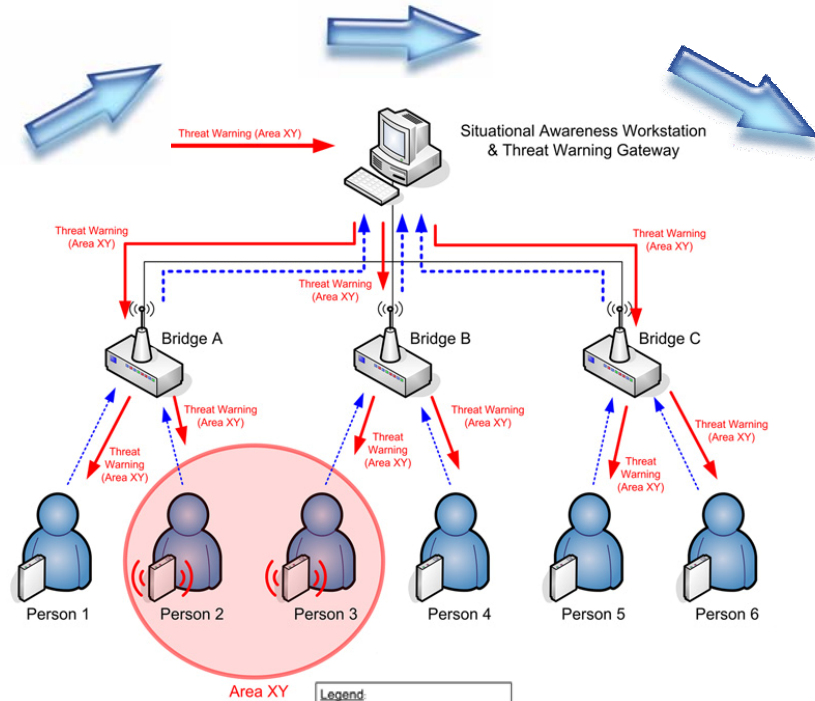 Threat Warning (Area XY)
Situational Awareness Workstation
& Threat Warning Gateway
Threat Warning
(Area XY)
Threat Warning
(Area XY)
Threat Warning
(Area XY)
Bridge A
Bridge B
Bridge C
Threat Warning
(Area XY)
Threat
Warning
(Area XY)
Threat Warning
(Area XY)
Threat
Warning
(Area XY)
Threat Warning
(Area XY)
Threat
Warning
(Area XY)
Person 1
Person 2
Person 3
Person 4
Person 5
Person 6
Area XY
Legend: